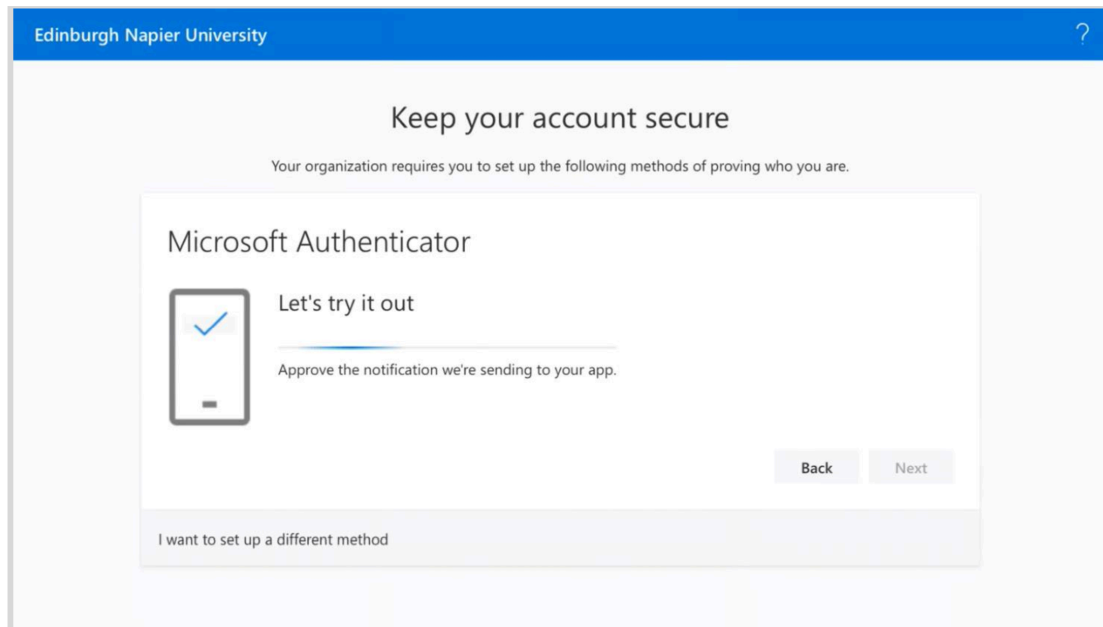 Edinburgh Napier University
?
Keep your account secure
Your organization requires you to set up the following methods of proving who you are.
Microsoft Authenticator
Let's try it out
Approve the notification we're sending to your app.
Back Next
I want to set up a different method